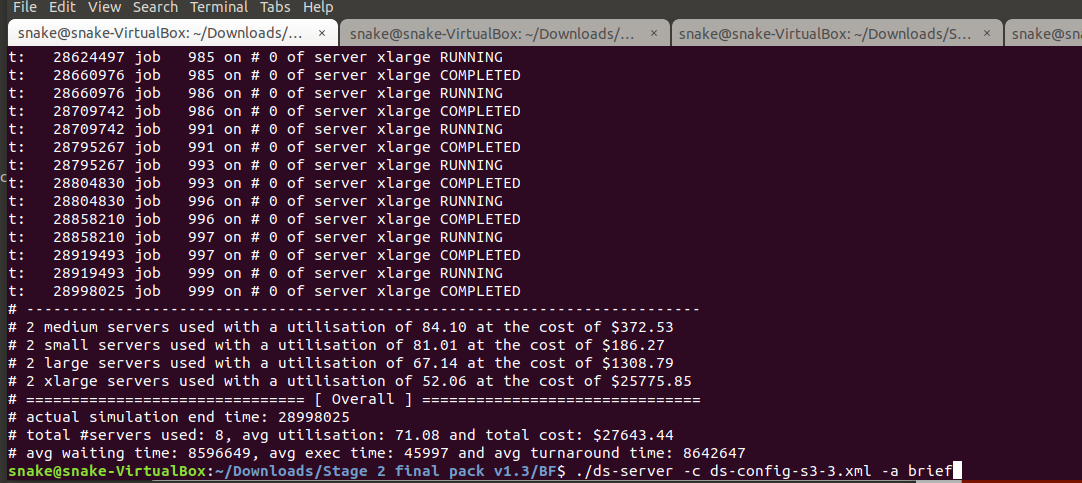 File Edit View Search Terminal Tabs Help
snake@snake-VirtualBox: ~/Downloads/... × snake@snake-VirtualBox: ~/Downloads/... × snake@snake-VirtualBox: ~/Downloads/S... × snake@sn
t: 28624497 job 985 on # 0 of server xlarge RUNNING
t: 28660976 job 985 on # 0 of server xlarge COMPLETED
t: 28660976 job 986 on # 0 of server xlarge RUNNING
t: 28709742 job 986 on # 0 of server xlarge COMPLETED
t: 28709742 job 991 on # 0 of server xlarge RUNNING
t: 28795267 job 991 on # 0 of server xlarge COMPLETED
t: 28795267 job 993 on # 0 of server xlarge RUNNING
t: 28804830 job 993 on # 0 of server xlarge COMPLETED
t: 28804830 job 996 on # 0 of server xlarge RUNNING
t: 28858210 job 996 on # 0 of server xlarge COMPLETED
t: 28858210 job 997 on # 0 of server xlarge RUNNING
t: 28919493 job 997 on # 0 of server xlarge COMPLETED
t: 28919493 job 999 on # 0 of server xlarge RUNNING
t: 28998025 job 999 on # 0 of server xlarge COMPLETED
# ---------------------------------------------------------------------------
# 2 medium servers used with a utilisation of 84.10 at the cost of $372.53
# 2 small servers used with a utilisation of 81.01 at the cost of $186.27
# 2 large servers used with a utilisation of 67.14 at the cost of $1308.79
# 2 xlarge servers used with a utilisation of 52.06 at the cost of $25775.85
# =============================== [ Overall ] ===============================
# actual simulation end time: 28998025
# total #servers used: 8, avg utilisation: 71.08 and total cost: $27643.44
# avg waiting time: 8596649, avg exec time: 45997 and avg turnaround time: 8642647
snake@snake-VirtualBox:~/Downloads/Stage 2 final pack v1.3/BF$ ./ds-server -c ds-config-s3-3.xml -a brief